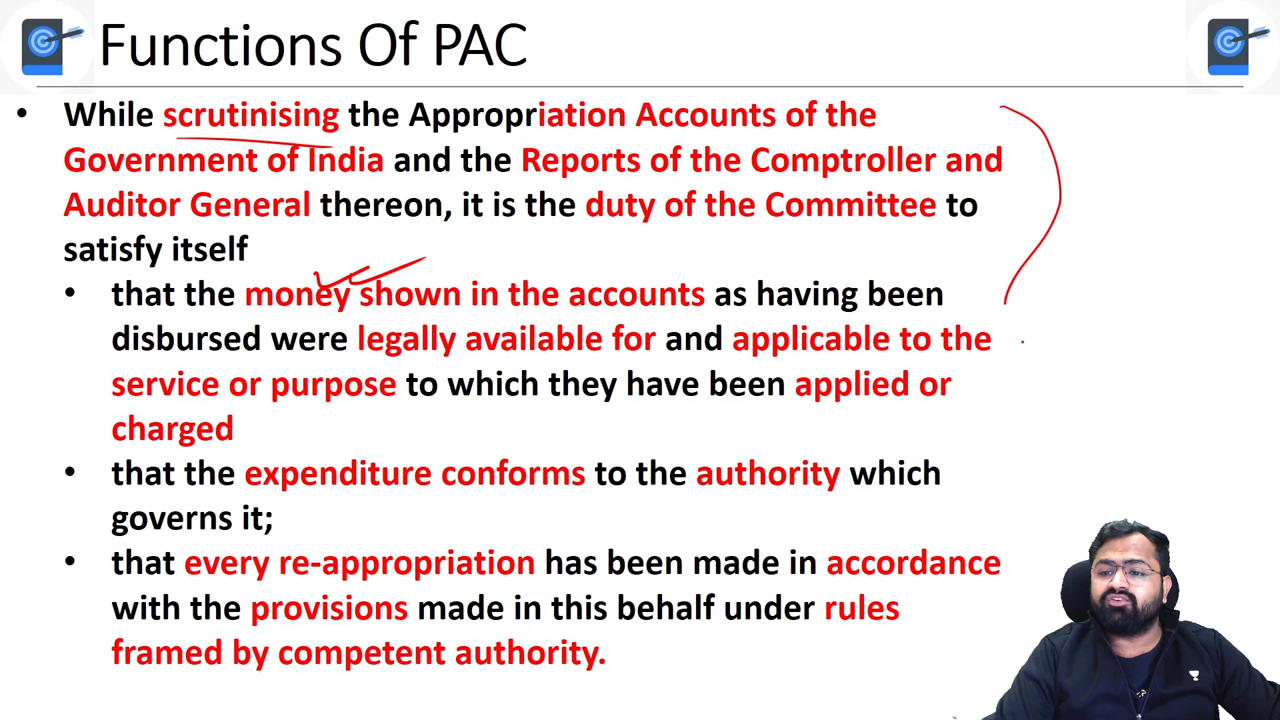 Functions Of PAC
• While scrutinising the Appropriation Accounts of the
Government of India and the Reports of the Comptroller and
Auditor General thereon, it is the duty of the Committee to
satisfy itself
• that the money shown in the accounts as having been
disbursed were legally available for and applicable to the
service or purpose to which they have been applied or
charged
• that the expenditure conforms to the authority which
governs it;
• that every re-appropriation has been made in accordance
with the provisions made in this behalf under rules
framed by competent authority.